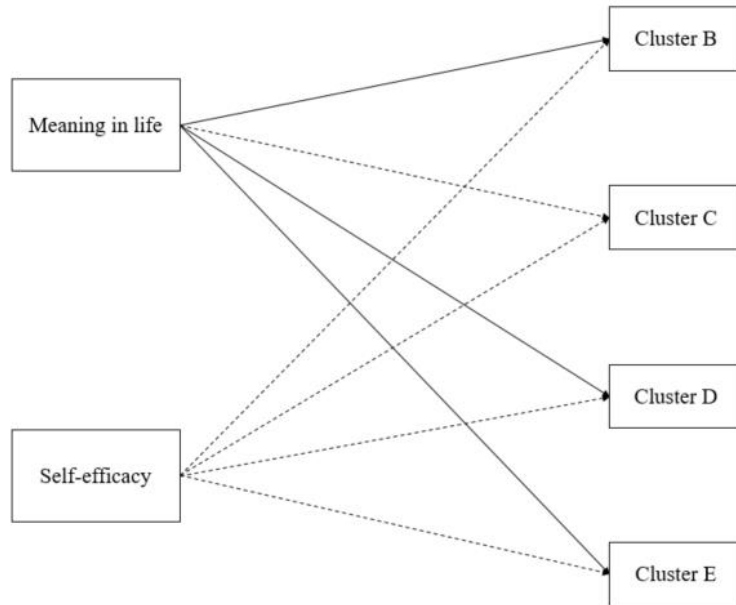 Cluster B
Meaning in life
Cluster C
Cluster D
Self-efficacy
Cluster E